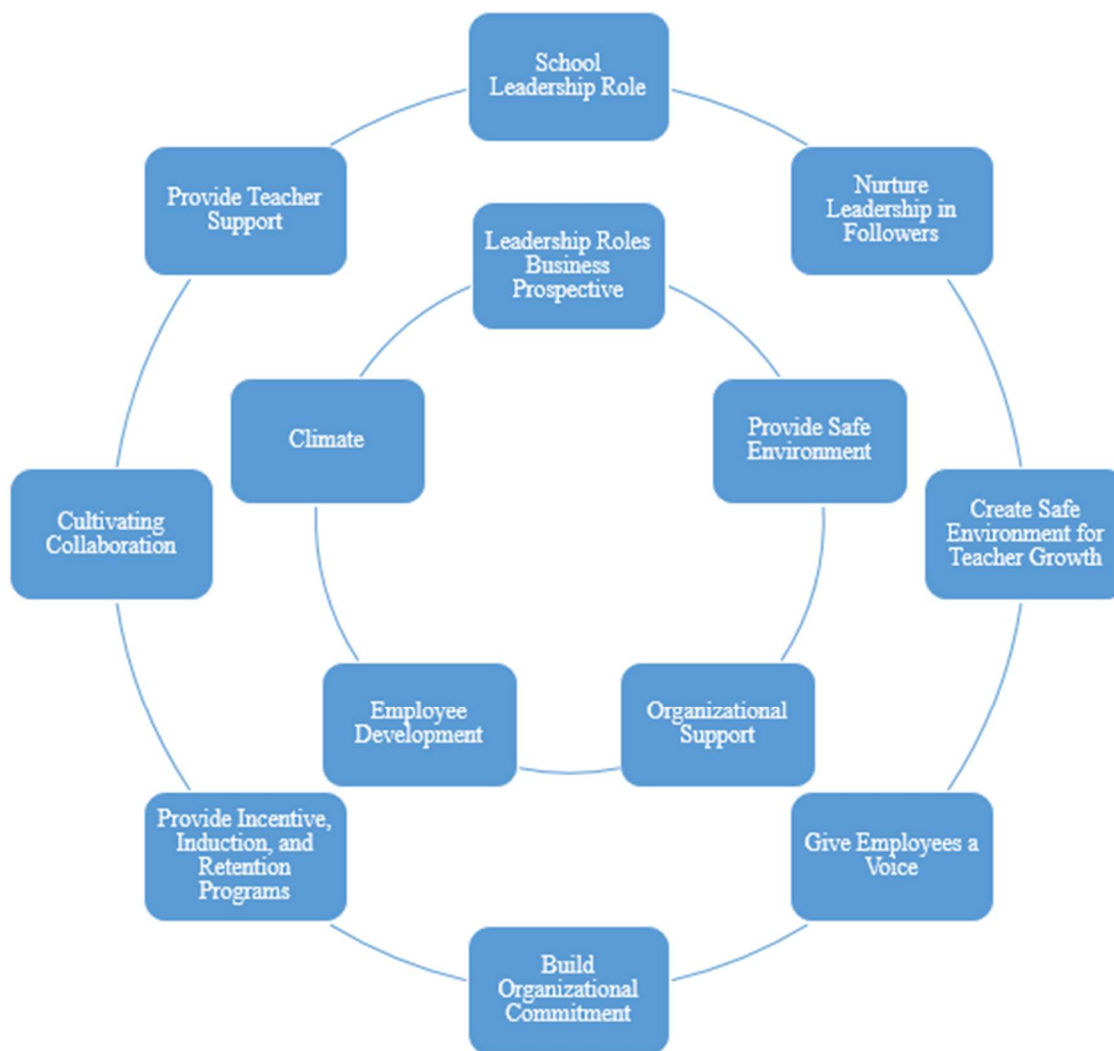 School
Leadership Role
Provide Teacher
Support
Nurture
Leadership in
Followers
Leadership Roles
Business
Prospective
Climate
Provide Safe
Environment
Cultivating
Collaboration
Create Safe
Environment for
Teacher Growth
Employee
Development
Organizational
Support
Provide Incentive,
Induction, and
Retention
Programs
Give Employees a
Voice
Build
Organizational
Commitment